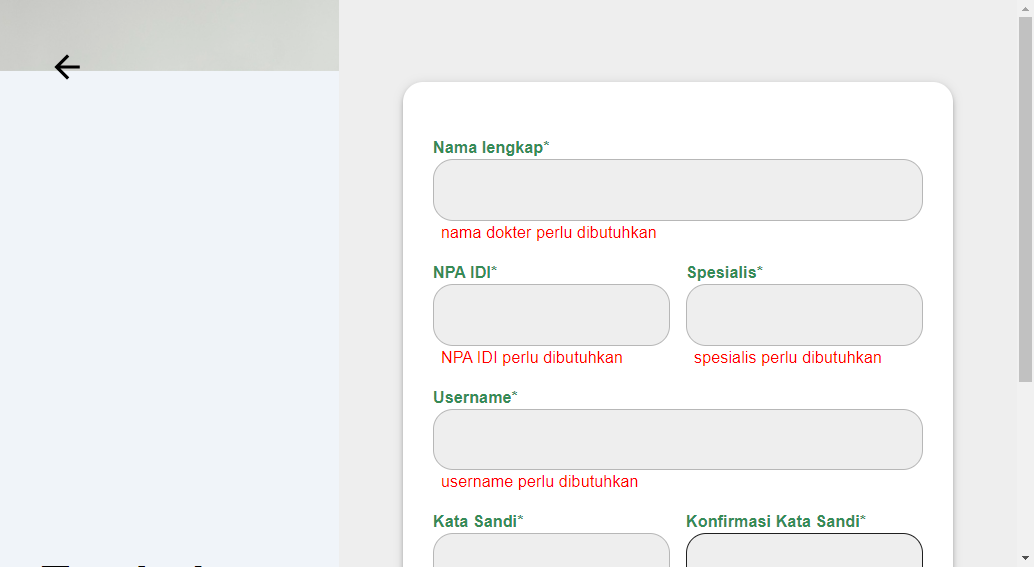 Nama lengkap*
nama dokter perlu dibutuhkan
NPA IDI* Spesialis*
NPA IDI perlu dibutuhkan spesialis perlu dibutuhkan
Username*
username perlu dibutuhkan
Kata Sandi* Konfirmasi Kata Sandi*